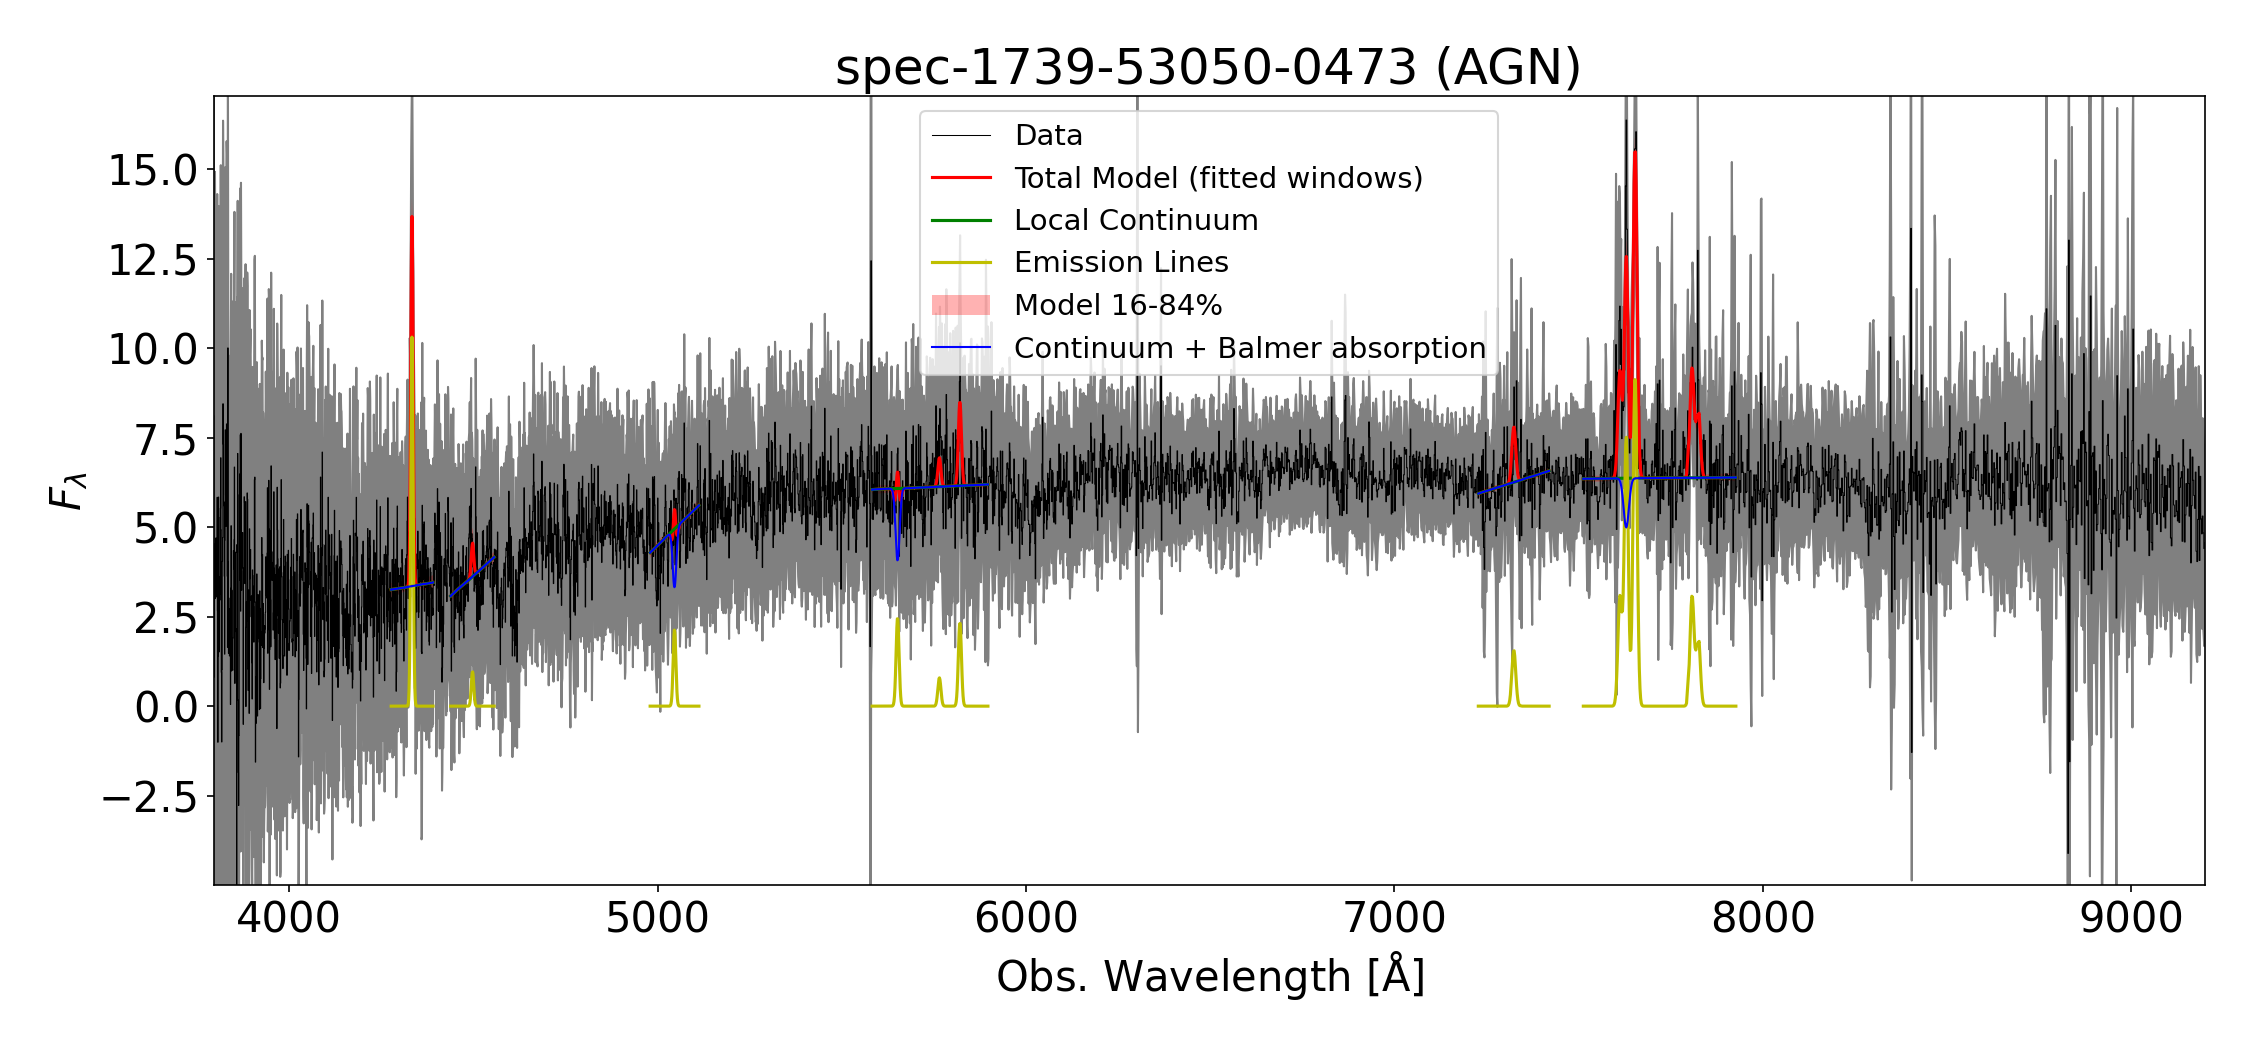 spec-1739-53050-0473 (AGN)
Data
Total Model (fitted windows)
Local Continuum
Emission Lines
Model 16-84%
Continuum + Balmer absorption
15.0
12.5
10.0
7.5
5.0
2.5
0.0
−2.5
Fλ
4000 5000 6000 7000 8000 9000
Obs. Wavelength [Å]